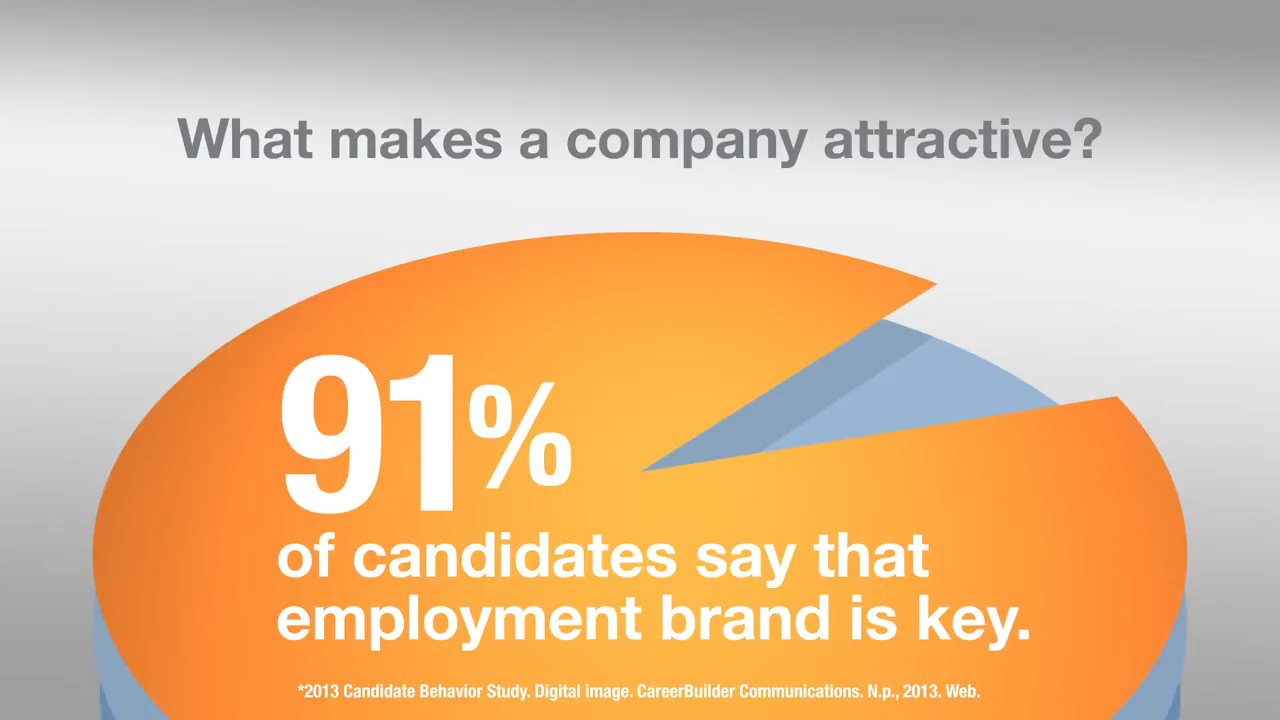 What makes a company attractive?
91%
of candidates say that
employment brand is key.
*2013 Candidate Behavior Study. Digital image. CareerBuilder Communications. N.p., 2013. Web.